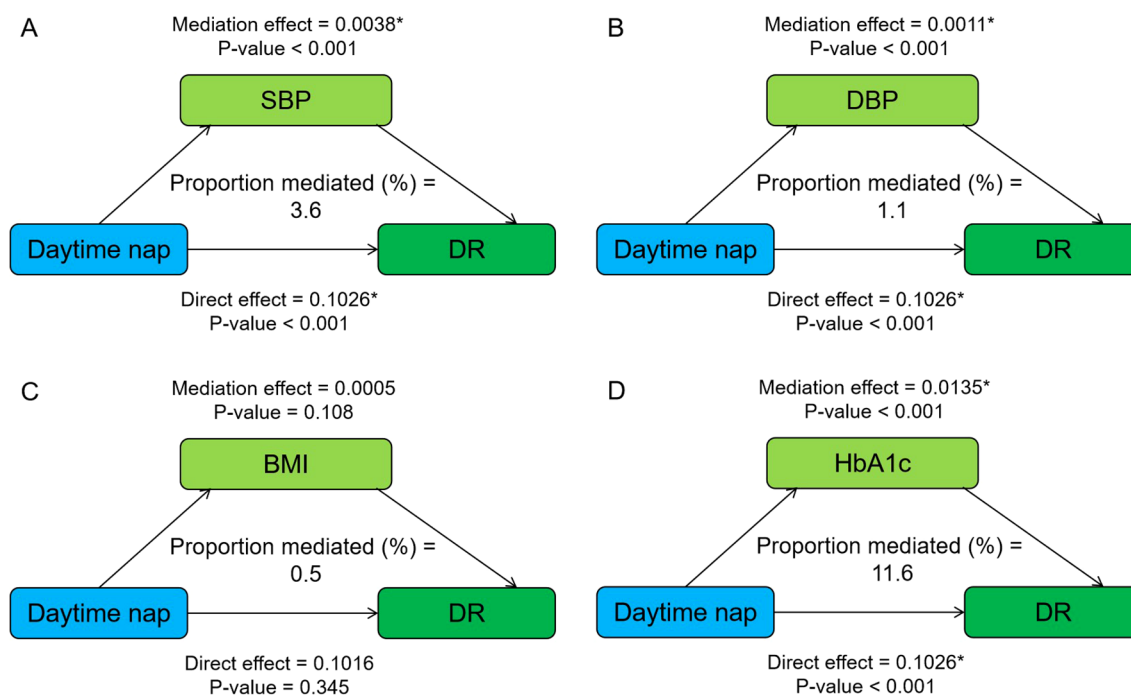 A
Mediation effect = 0.0038*
P-value < 0.001
SBP
Proportion mediated (%) =
3.6
Daytime nap
DR
Direct effect = 0.1026*
P-value < 0.001
B
Mediation effect = 0.0011*
P-value < 0.001
DBP
Proportion mediated (%) =
1.1
Daytime nap
DR
Direct effect = 0.1026*
P-value < 0.001
C
Mediation effect = 0.0005
P-value = 0.108
BMI
Proportion mediated (%) =
0.5
Daytime nap
DR
Direct effect = 0.1016
P-value = 0.345
D
Mediation effect = 0.0135*
P-value < 0.001
HbA1c
Proportion mediated (%) =
11.6
Daytime nap
DR
Direct effect = 0.1026*
P-value < 0.001